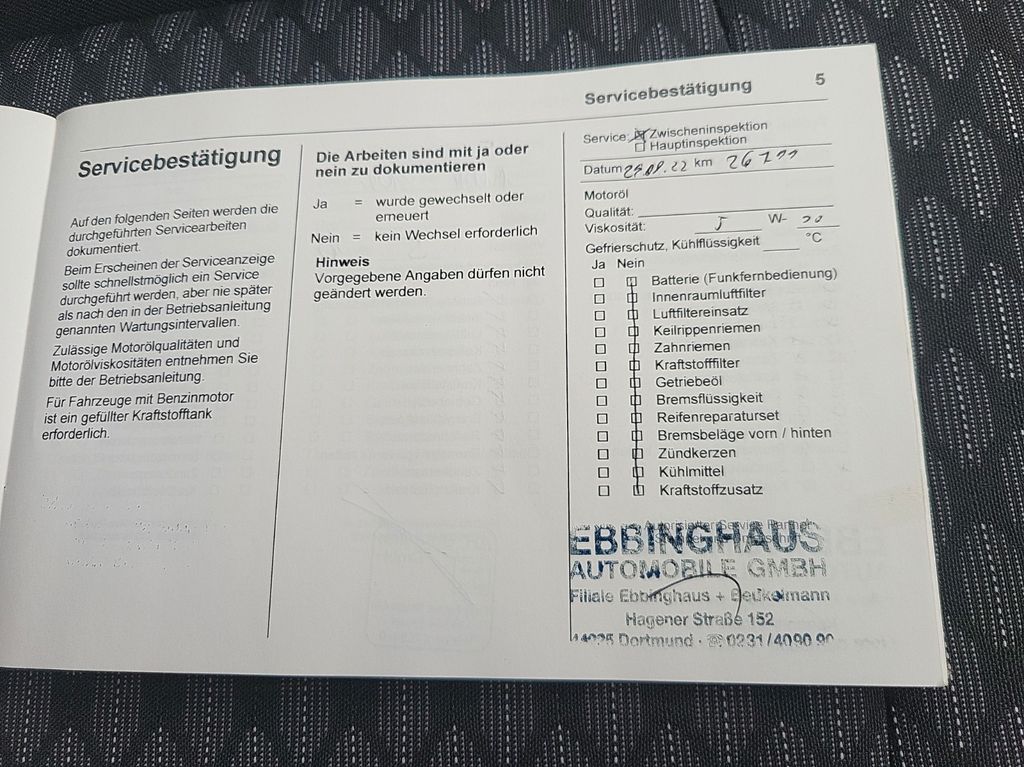 Servicebestätigung
5
Servicebestätigung
Auf den folgenden Seiten werden die
durchgeführten Servicearbeiten
dokumentiert.
Beim Erscheinen der Serviceanzeige
sollte schnellstmöglich ein Service
durchgeführt werden, aber nie später
als nach den in der Betriebsanleitung
genannten Wartungsintervallen.
Zulässige Motorölqualitäten und
Motorölviskositäten entnehmen Sie
bitte der Betriebsanleitung.
Für Fahrzeuge mit Benzinmotor
ist ein gefüllter Kraftstofftank
erforderlich.
Die Arbeiten sind mit ja oder
nein zu dokumentieren
Ja = wurde gewechselt oder
erneuert
Nein = kein Wechsel erforderlich
Hinweis
Vorgegebene Angaben dürfen nicht
geändert werden.
Service: Zwischeninspektion
Hauptinspektion
Datum km
Motoröl
Qualität:
Viskosität: 5 W-
Gefrierschutz, Kühlflüssigkeit °C
Ja Nein
Batterie (Funkfernbedienung)
Innenraumluftfilter
Luftfiltereinsatz
Keilrippenriemen
Zahnriemen
Kraftstofffilter
Getriebeöl
Bremsflüssigkeit
Reifenreparaturset
Bremsbeläge vorn / hinten
Zündkerzen
Kühlmittel
Kraftstoffzusatz
EBBINGHAUS
AUTOMOBILE GMBH
Filiale Ebbinghaus + Beukelmann
Hagener Straße 152
Dortmund